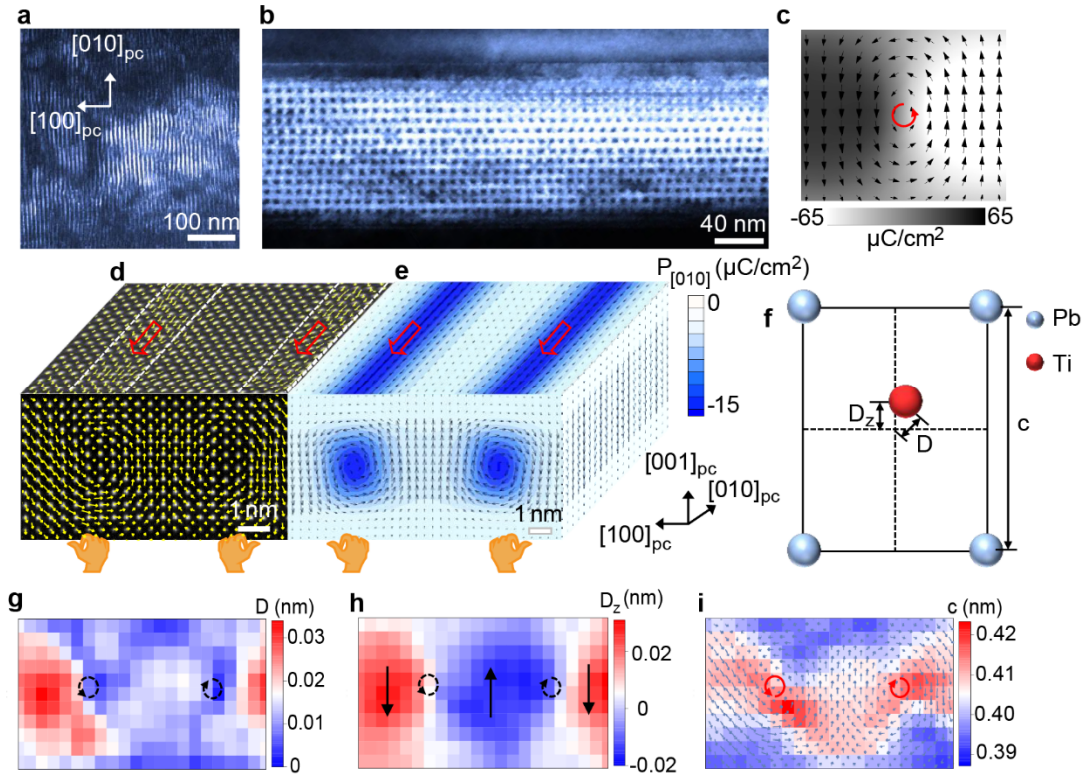 a
[010]pc
[100]pc
100 nm
b
40 nm
c
-65
65
μC/cm²
d
e
P[010] (μC/cm²)
0
-15
1 nm
1 nm
[001]pc
[010]pc
[100]pc
f
Pb
Ti
Dz
D
c
g
D (nm)
0.03
0.02
0.01
0
h
Dz (nm)
0.02
0
-0.02
i
c (nm)
0.42
0.41
0.40
0.39